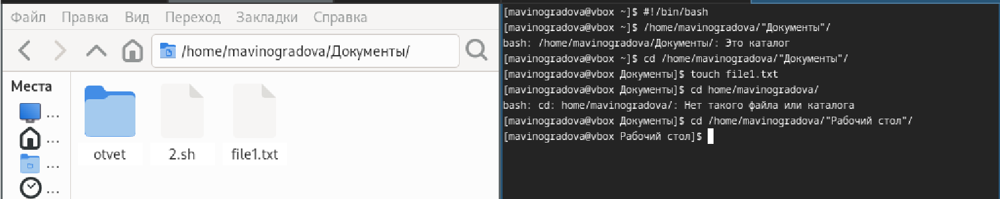 Файл Правка Вид Переход Закладки Справка
/home/mavinogradova/Документы/
Места
...
...
...
...
otvet 2.sh file1.txt
[mavinogradova@vbox ~]$ #!/bin/bash
[mavinogradova@vbox ~]$ /home/mavinogradova/"Документы"/
bash: /home/mavinogradova/Документы/: Это каталог
[mavinogradova@vbox ~]$ cd /home/mavinogradova/"Документы"/
[mavinogradova@vbox Документы]$ touch file1.txt
[mavinogradova@vbox Документы]$ cd home/mavinogradova/
bash: cd: home/mavinogradova/: Нет такого файла или каталога
[mavinogradova@vbox Документы]$ cd /home/mavinogradova/"Рабочий стол"/
[mavinogradova@vbox Рабочий стол]$